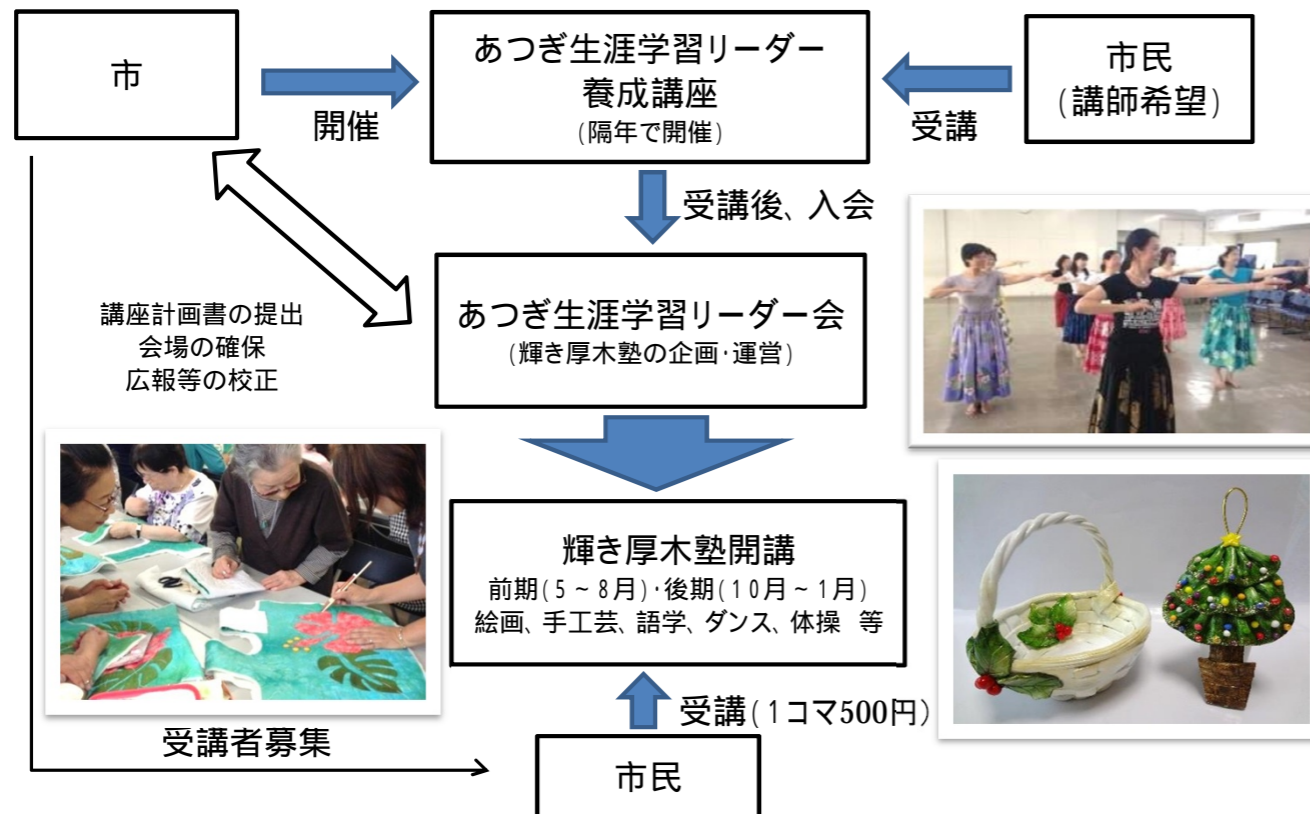 市
開催
あつぎ生涯学習リーダー
養成講座
(隔年で開催)
受講
市民
(講師希望)
受講後、入会
講座計画書の提出
会場の確保
広報等の校正
あつぎ生涯学習リーダー会
(輝き厚木塾の企画・運営)
輝き厚木塾開講
前期(5~8月)・後期(10月~1月)
絵画、手工芸、語学、ダンス、体操 等
受講(1コマ500円)
受講者募集
市民